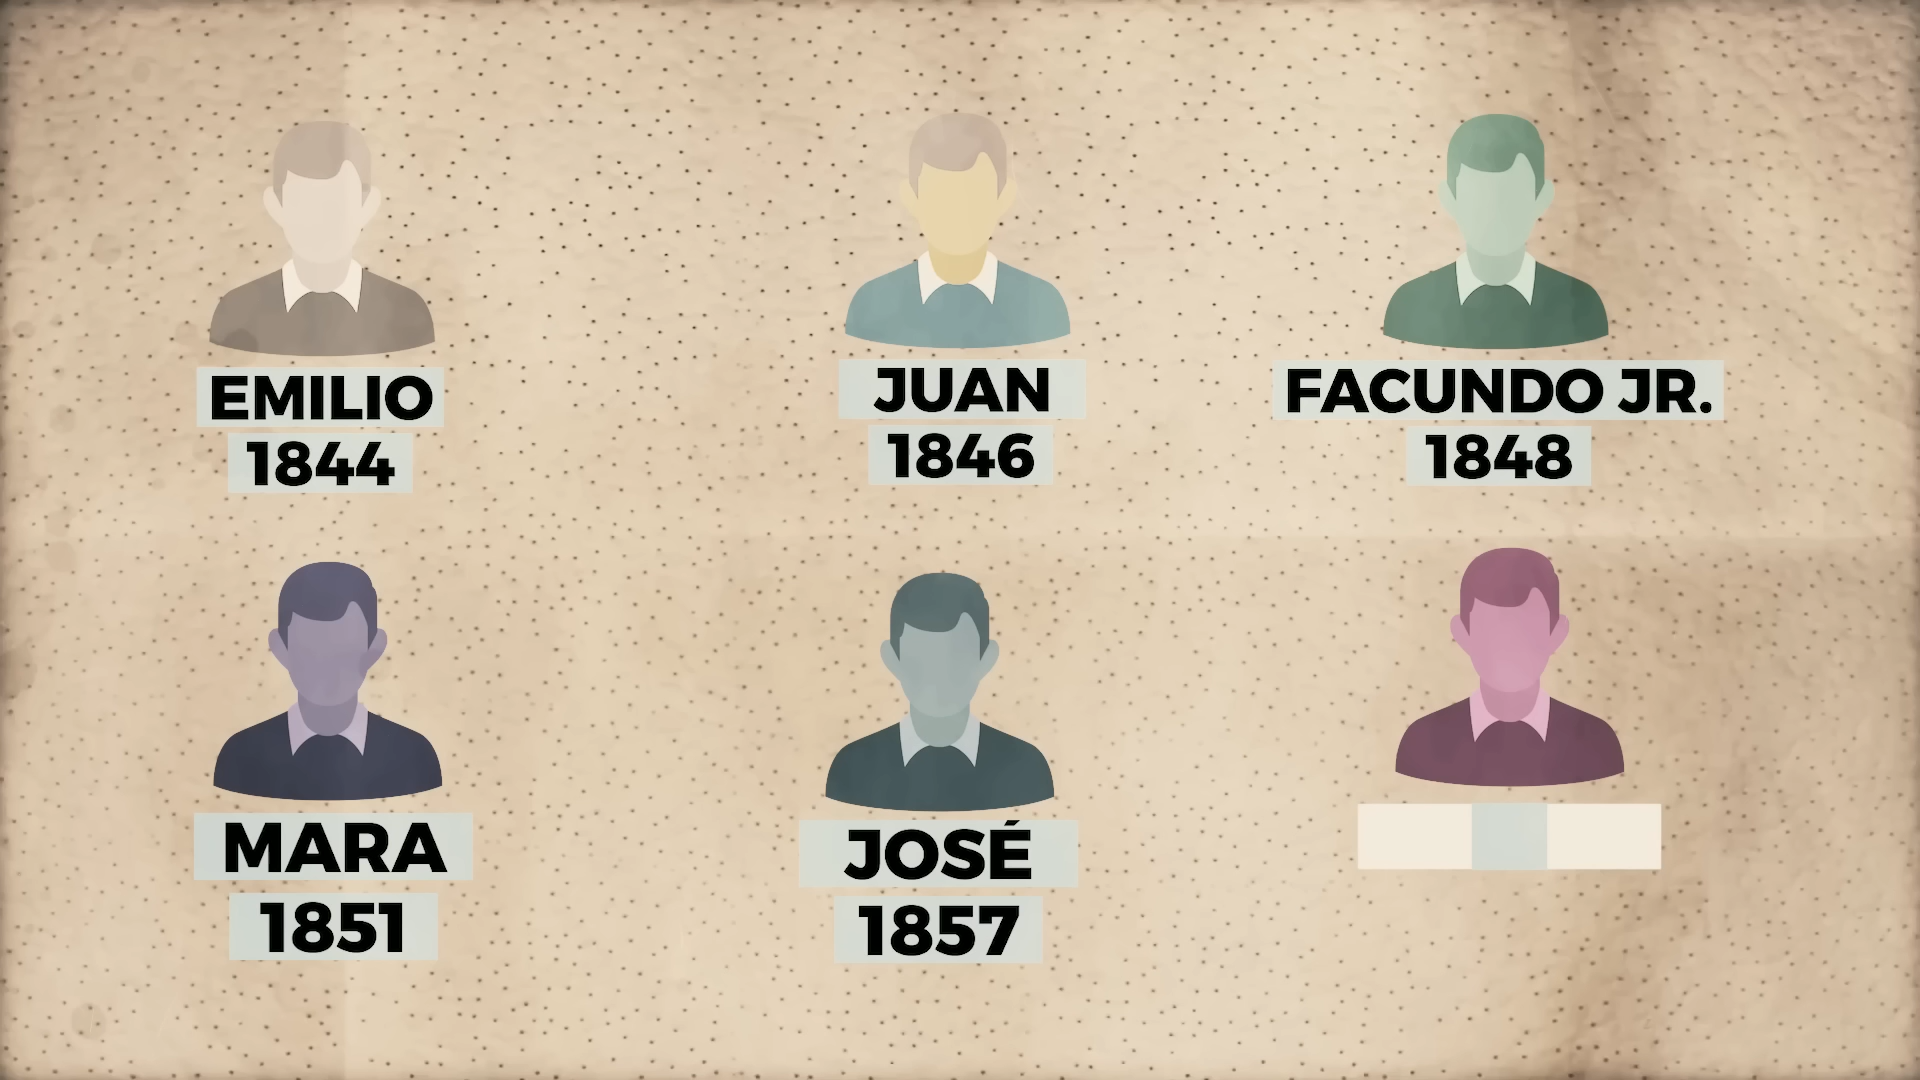 EMILIO
1844
JUAN
1846
FACUNDO JR.
1848
MARA
1851
JOSÉ
1857